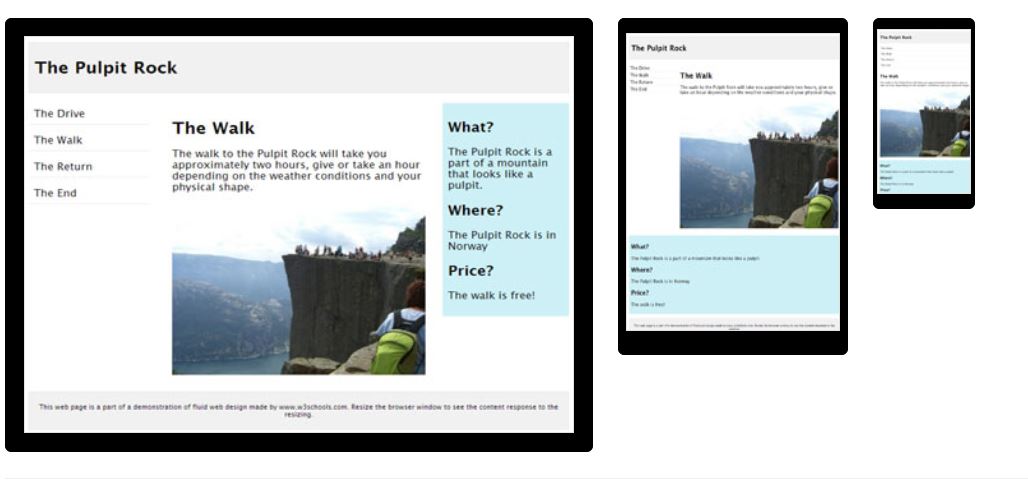 The Pulpit Rock
The Drive
The Walk
The Return
The End
The Walk
The walk to the Pulpit Rock will take you
approximately two hours, give or take an hour
depending on the weather conditions and your
physical shape.
What?
The Pulpit Rock is a
part of a mountain
that looks like a
pulpit.
Where?
The Pulpit Rock is in
Norway
Price?
The walk is free!
This web page is a part of a demonstration of fluid web design made by www.w3schools.com. Resize the browser window to see the content response to the
resizing.
The Pulpit Rock
The Drive
The Walk
The Return
The End
The Walk
The walk to the Pulpit Rock will take you approximately two hours, give or
take an hour depending on the weather conditions and your physical shape.
What?
The Pulpit Rock is a part of a mountain that looks like a pulpit.
Where?
The Pulpit Rock is in Norway
Price?
The walk is free!
The Pulpit Rock
The Walk
What?
Where?
Price?